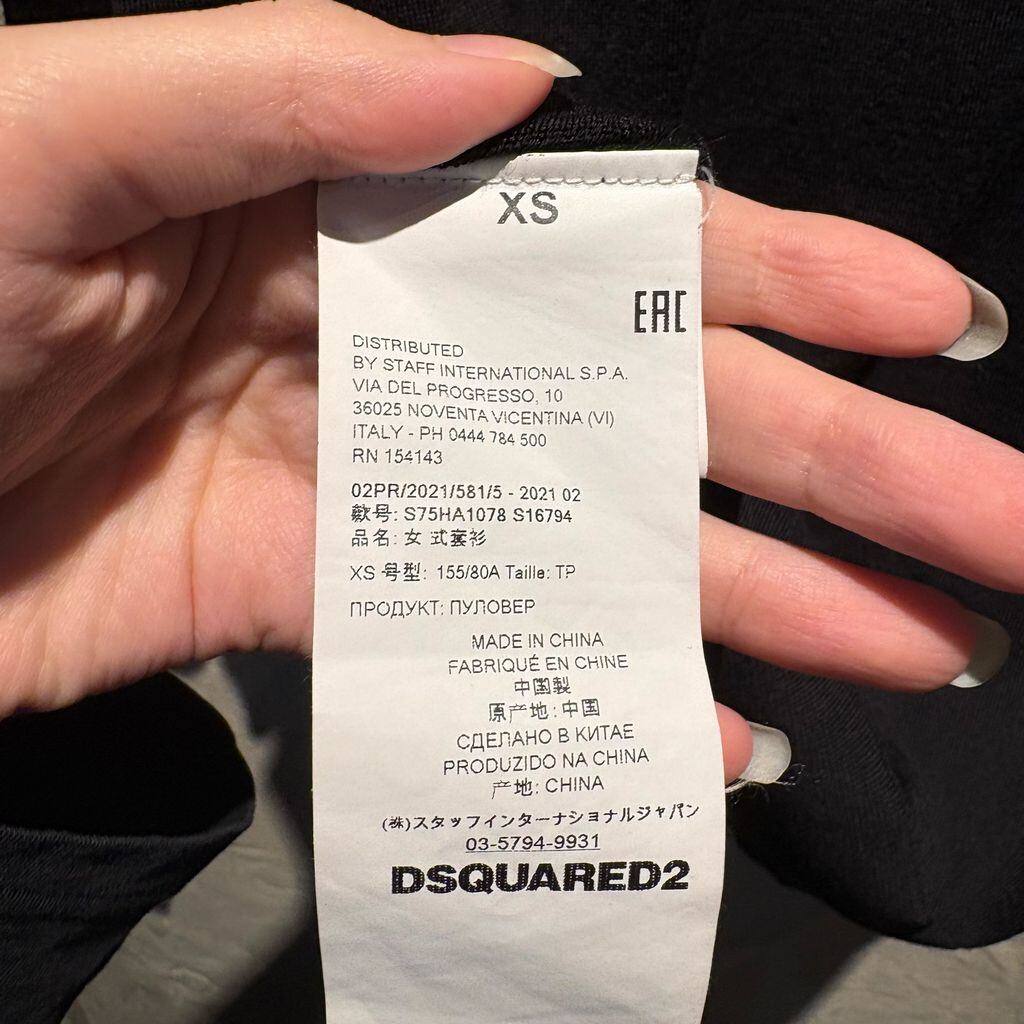 XS
EAC
DISTRIBUTED
BY STAFF INTERNATIONAL S.P.A.
VIA DEL PROGRESSO, 10
36025 NOVENTA VICENTINA (VI)
ITALY - PH 0444 784 500
RN 154143
02PR/2021/581/5 - 2021 02
款号: S75HA1078 S16794
品名: 女 式套衫
XS 号型: 155/80A Taille: TP
ПРОДУКТ: ПУЛОВЕР
MADE IN CHINA
FABRIQUÉ EN CHINE
中国製
原产地: 中国
СДЕЛАНО В КИТАЕ
PRODUZIDO NA CHINA
产地: CHINA
(株)スタッフインターナショナルジャパン
03-5794-9931
DSQUARED2